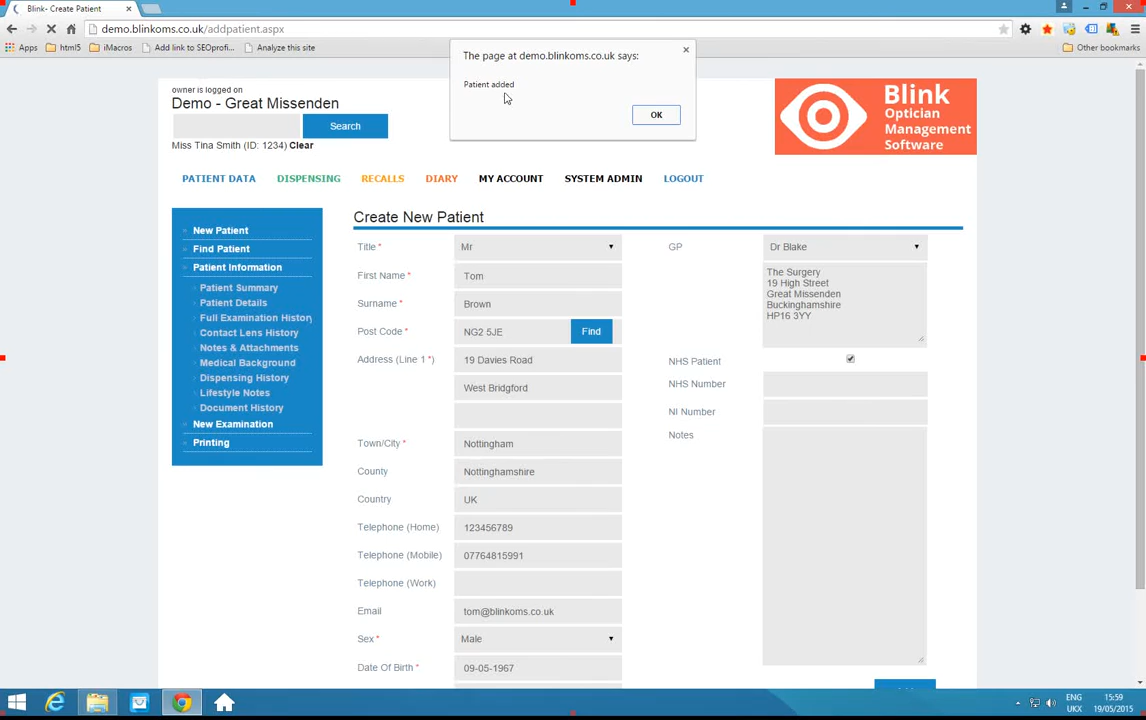 Blink- Create Patient
demo.blinkoms.co.uk/addpatient.aspx
Apps html5 iMacros Add link to SEOprofil... Analyze this site Other bookmarks
The page at demo.blinkoms.co.uk says:
Patient added
OK
owner is logged on
Demo - Great Missenden
Search
Miss Tina Smith (ID: 1234) Clear
Blink
Optician
Management
Software
PATIENT DATA DISPENSING RECALLS DIARY MY ACCOUNT SYSTEM ADMIN LOGOUT
New Patient
Find Patient
Patient Information
Patient Summary
Patient Details
Full Examination History
Contact Lens History
Notes & Attachments
Medical Background
Dispensing History
Lifestyle Notes
Document History
New Examination
Printing
Create New Patient
Title * Mr
First Name * Tom
Surname * Brown
Post Code * NG2 5JE Find
Address (Line 1 *) 19 Davies Road
West Bridgford
Town/City * Nottingham
County Nottinghamshire
Country UK
Telephone (Home) 123456789
Telephone (Mobile) 07764815991
Telephone (Work)
Email tom@blinkoms.co.uk
Sex * Male
Date Of Birth * 09-05-1967
GP Dr Blake
The Surgery
19 High Street
Great Missenden
Buckinghamshire
HP16 3YY
NHS Patient
NHS Number
NI Number
Notes
ENG 15:59
UKX 19/05/2015